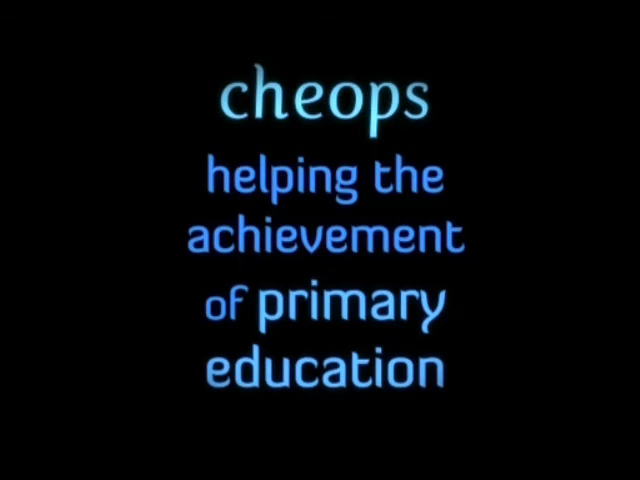 cheops
helping the
achievement
of primary
education